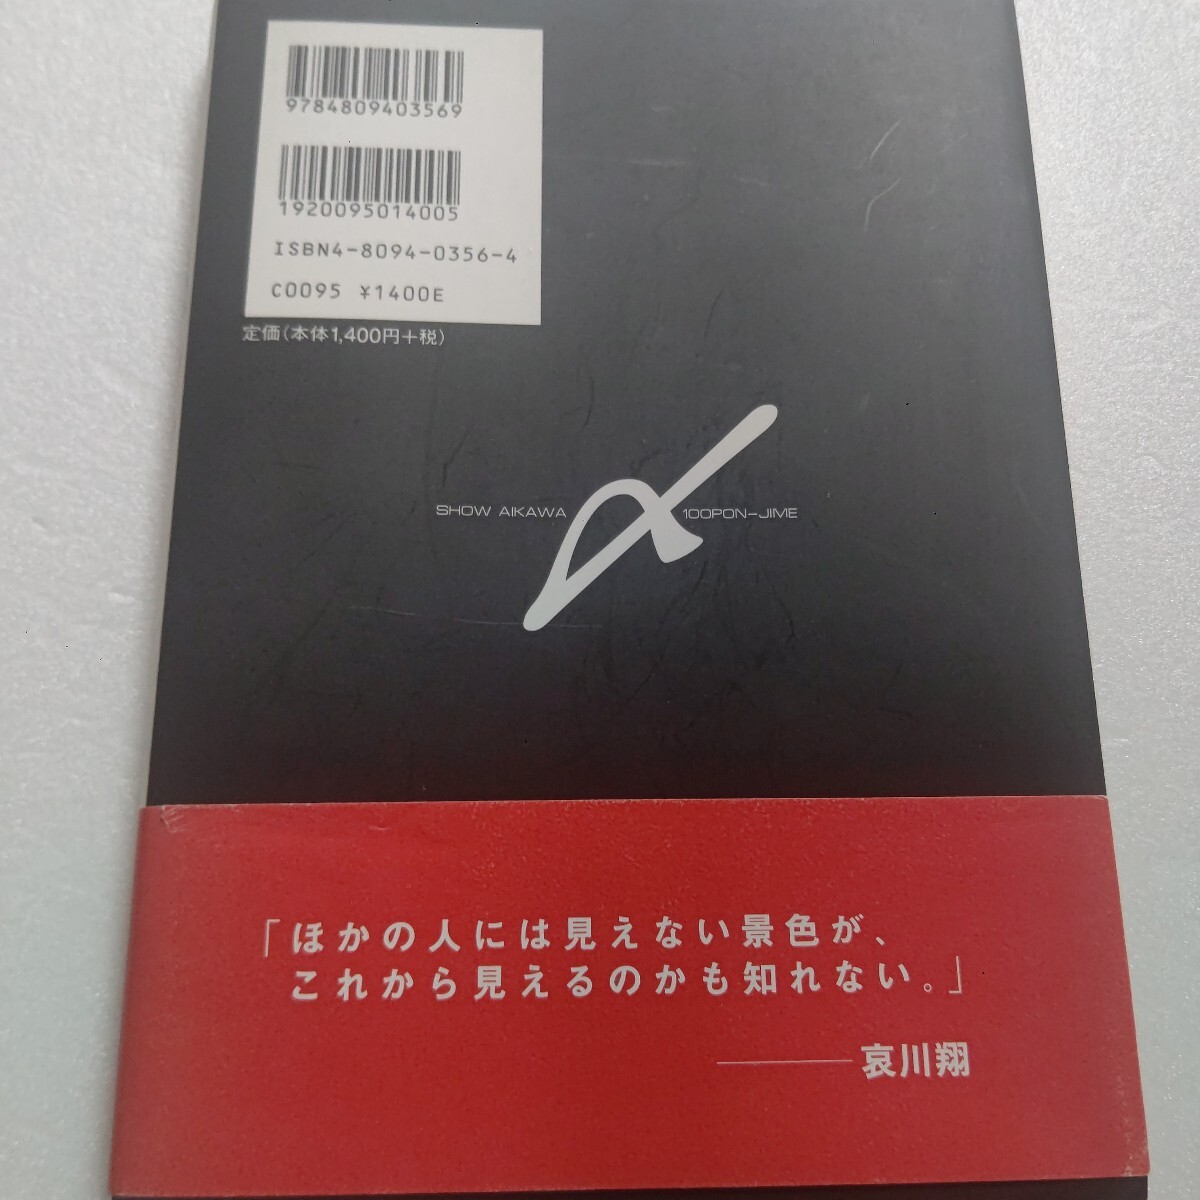 9784809403569
1920095014005
ISBN4-8094-0356-4
C0095 ¥1400E
定価(本体1,400円+税)
SHOW AIKAWA 〆 100PON-JIME
「ほかの人には見えない景色が、
これから見えるのかも知れない。」
——哀川翔